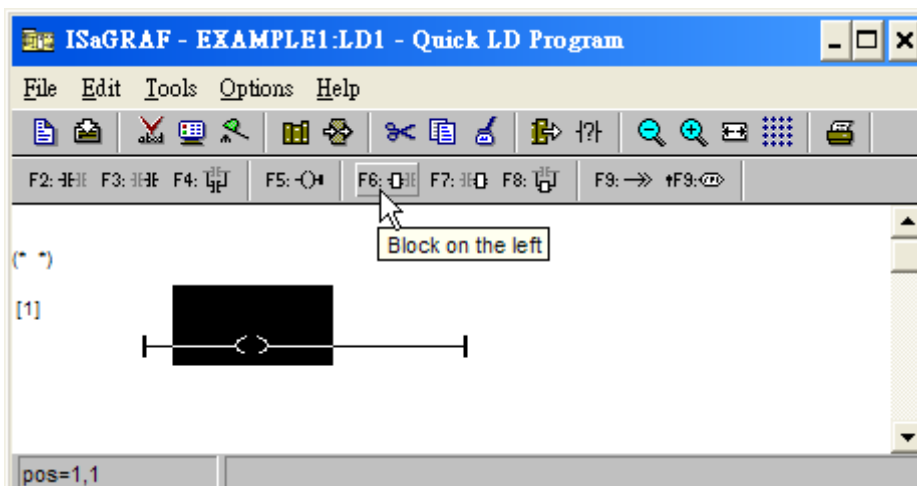 ISaGRAF - EXAMPLE1:LD1 - Quick LD Program
File Edit Tools Options Help
F2: F3: F4: F5: F6: F7: F8: F9: F9:
Block on the left
(* *)
[1]
pos=1,1